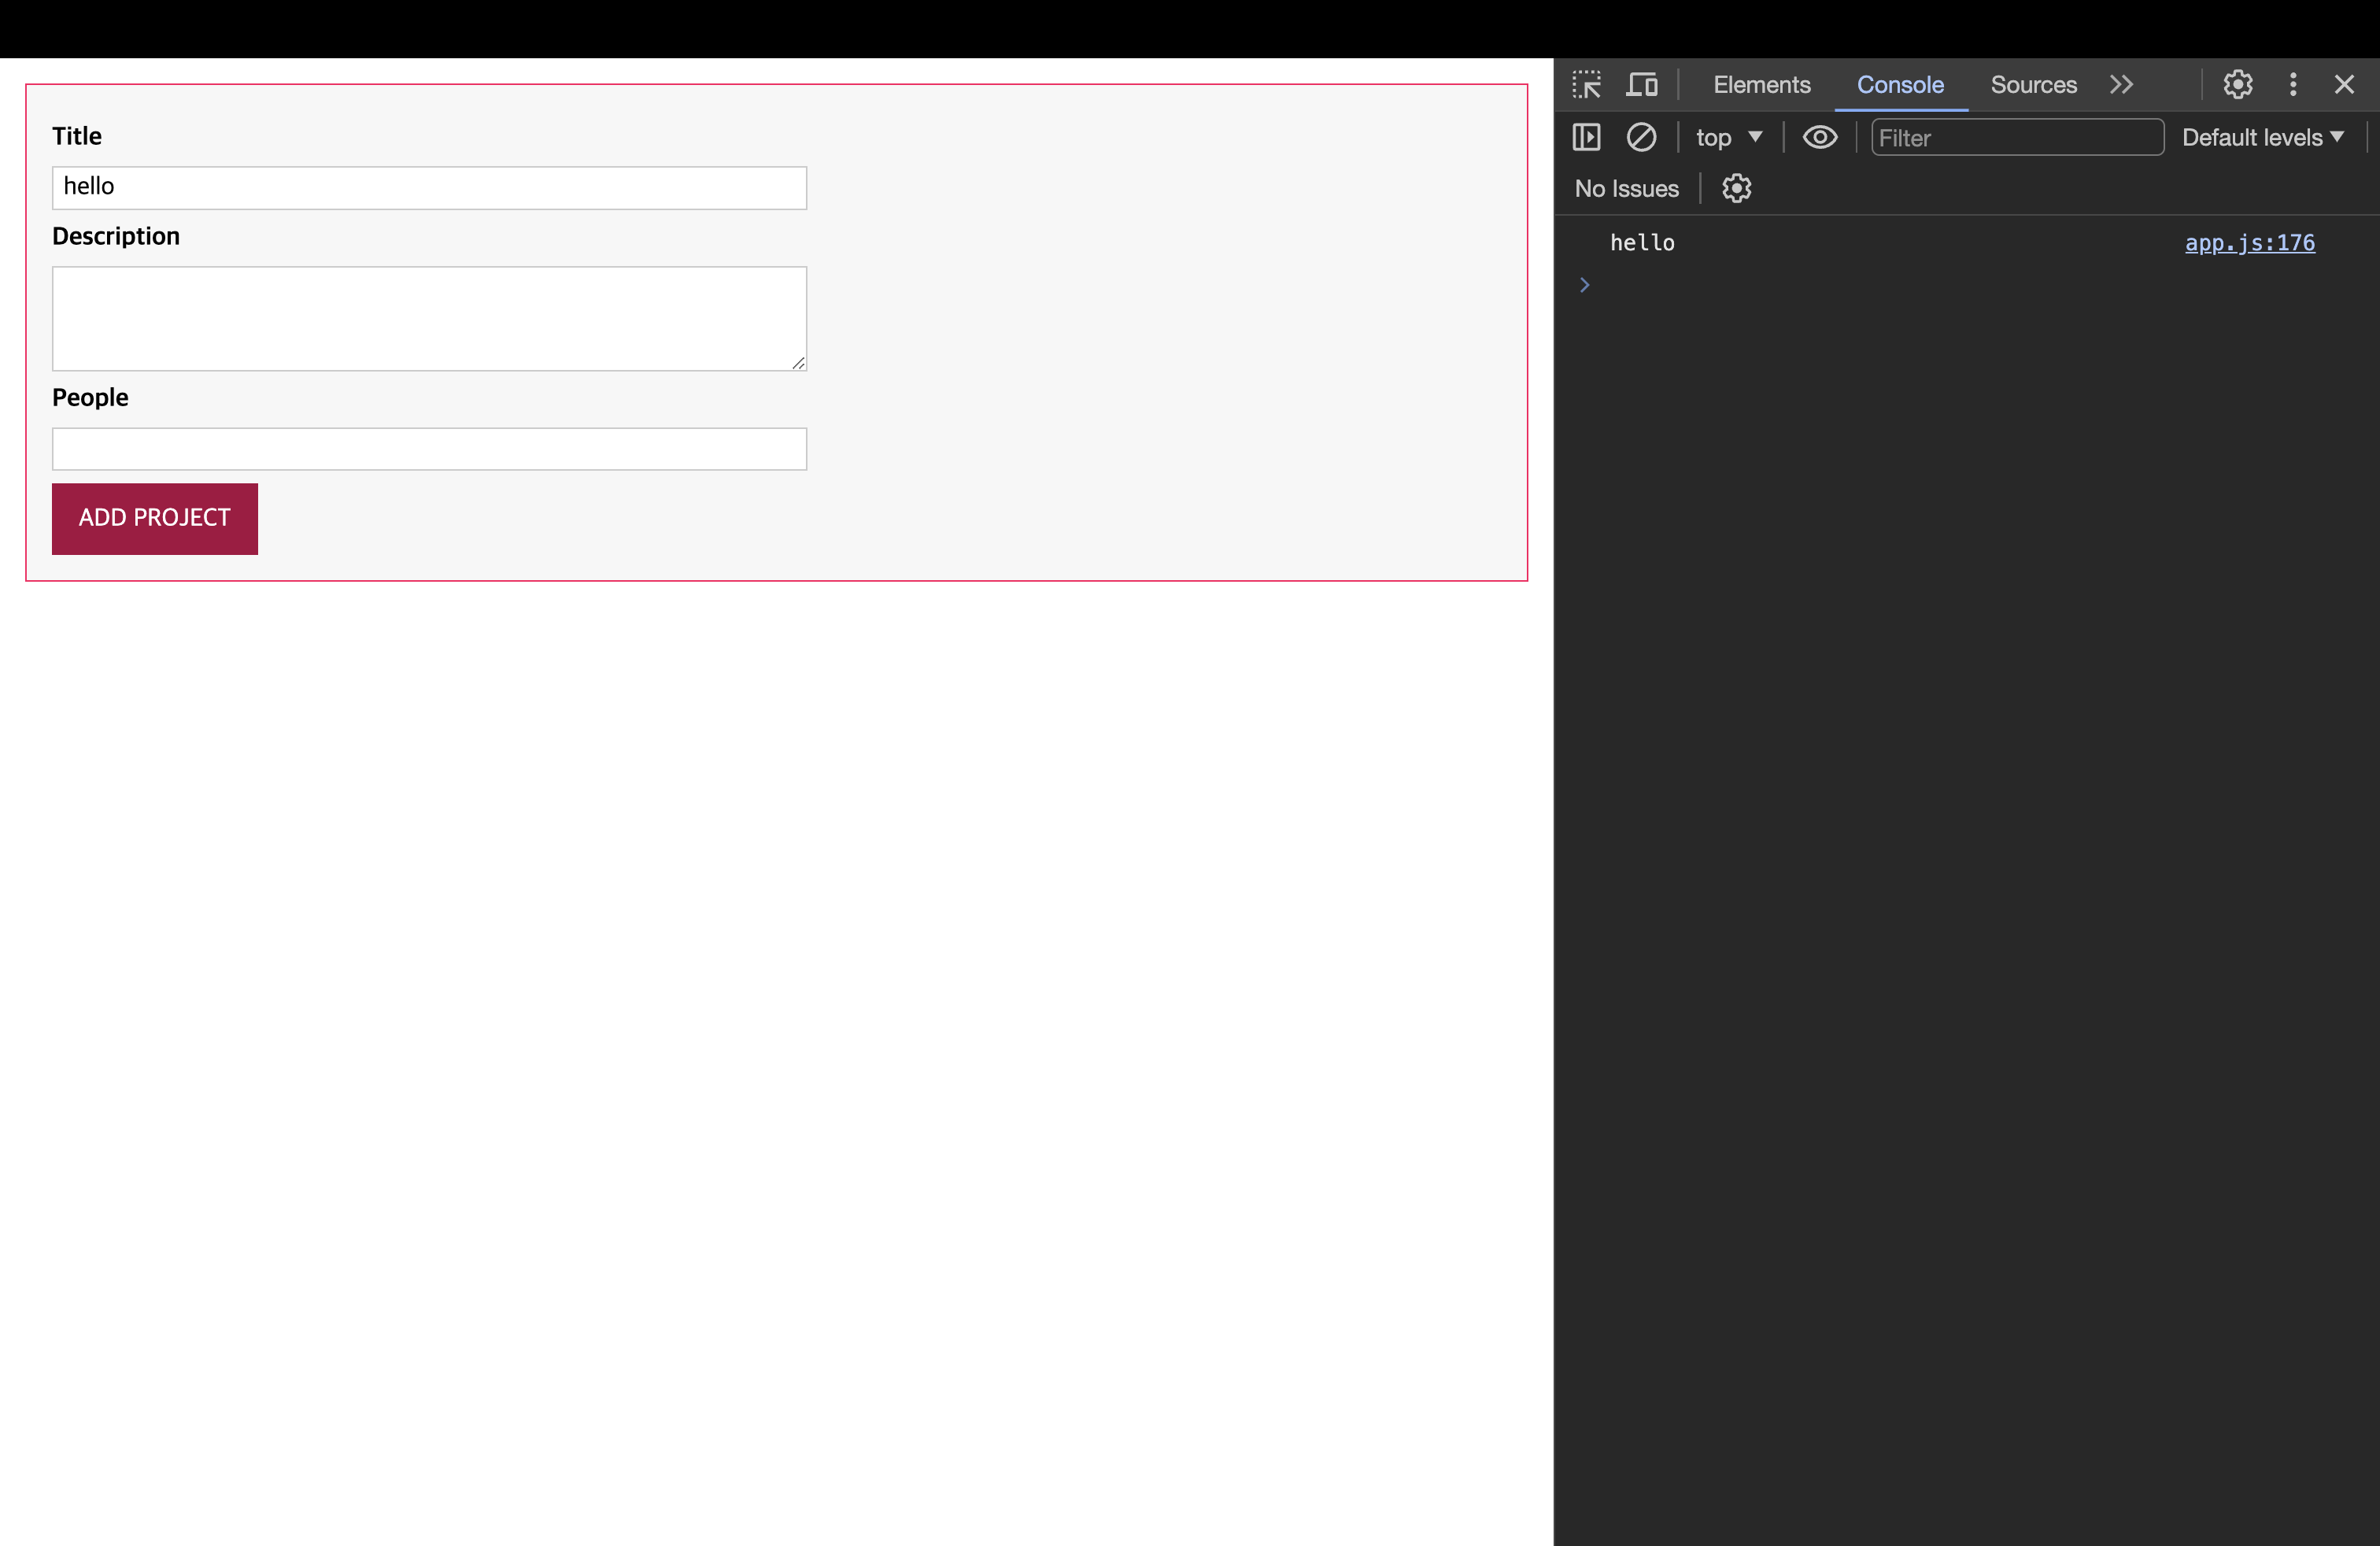 Title
hello
Description
People
ADD PROJECT
Elements Console Sources
top Filter Default levels
No Issues
hello app.js:176